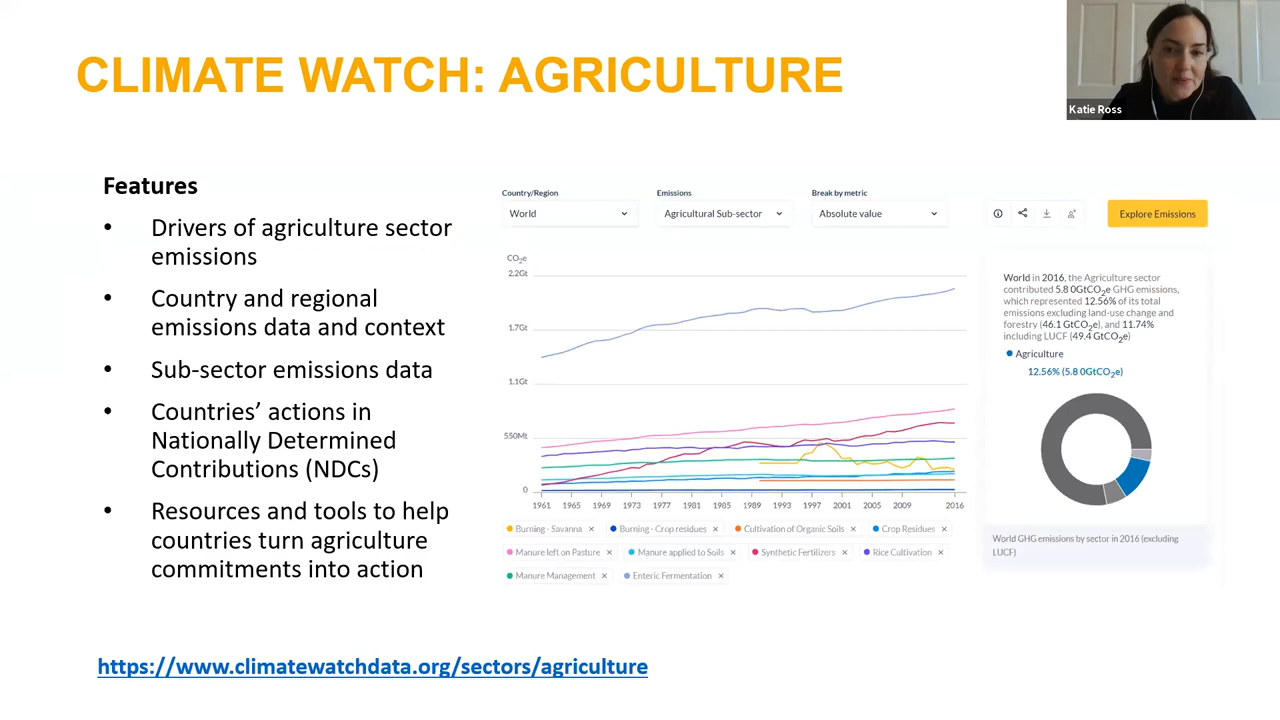 CLIMATE WATCH: AGRICULTURE
Katie Ross
Features
• Drivers of agriculture sector
emissions
• Country and regional
emissions data and context
• Sub-sector emissions data
• Countries’ actions in
Nationally Determined
Contributions (NDCs)
• Resources and tools to help
countries turn agriculture
commitments into action
Country/Region
Emissions
Break by metric
World
Agricultural Sub-sector
Absolute value
Explore Emissions
CO₂e
2.2Gt
1.7Gt
1.1Gt
550Mt
0
1961 1965 1969 1973 1977 1981 1985 1989 1993 1997 2001 2005 2009 2016
Burning - Savanna × Burning - Crop residues × Cultivation of Organic Soils × Crop Residues ×
Manure left on Pasture × Manure applied to Soils × Synthetic Fertilizers × Rice Cultivation ×
Manure Management × Enteric Fermentation ×
World in 2016, the Agriculture sector
contributed 5.8 0GtCO₂e GHG emissions,
which represented 12.56% of its total
emissions excluding land-use change and
forestry (46.1 GtCO₂e), and 11.74%
including LUCF (49.4 GtCO₂e)
Agriculture
12.56% (5.8 0GtCO₂e)
World GHG emissions by sector in 2016 (excluding
LUCF)
https://www.climatewatchdata.org/sectors/agriculture